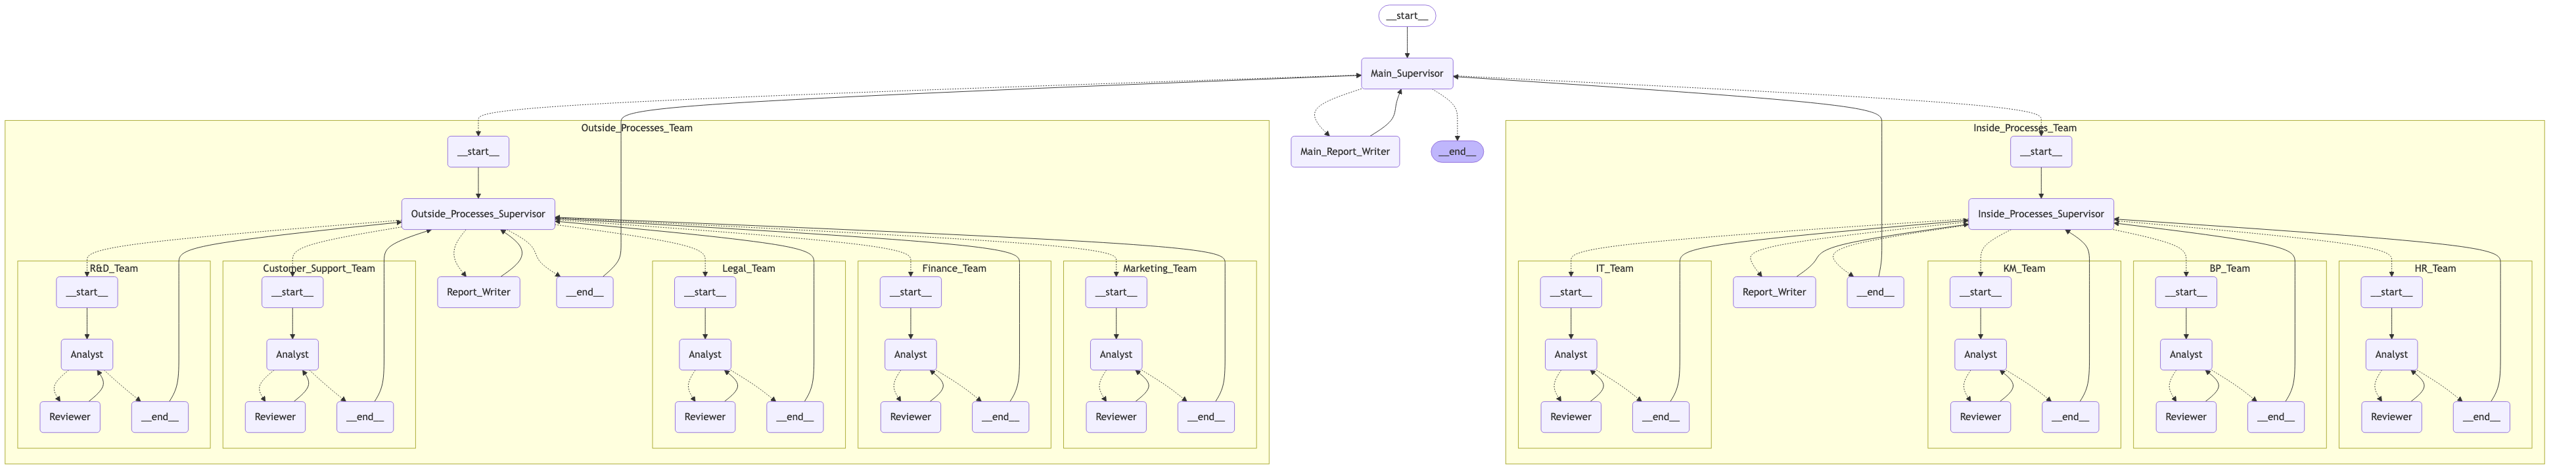 __start__
Main_Supervisor
Outside_Processes_Team
__start__
Main_Report_Writer
__end__
Inside_Processes_Team
__start__
Outside_Processes_Supervisor
Inside_Processes_Supervisor
R&D_Team
__start__
Analyst
Reviewer
__end__
Customer_Support_Team
__start__
Analyst
Reviewer
__end__
Report_Writer
__end__
Legal_Team
__start__
Analyst
Reviewer
__end__
Finance_Team
__start__
Analyst
Reviewer
__end__
Marketing_Team
__start__
Analyst
Reviewer
__end__
IT_Team
__start__
Analyst
Reviewer
__end__
Report_Writer
__end__
KM_Team
__start__
Analyst
Reviewer
__end__
BP_Team
__start__
Analyst
Reviewer
__end__
HR_Team
__start__
Analyst
Reviewer
__end__